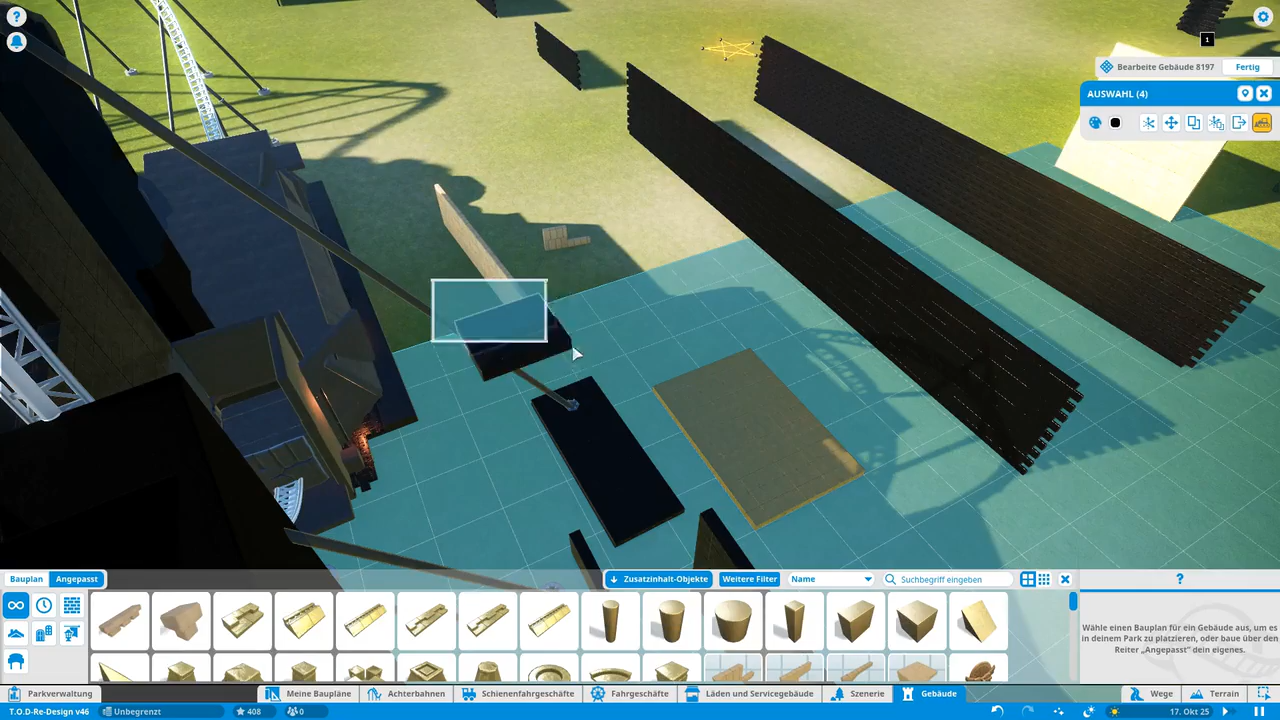 ?
1
Bearbeite Gebäude 8197
Fertig
AUSWAHL (4)
Bauplan
Angepasst
Zusatzinhalt-Objekte
Weitere Filter
Name
Suchbegriff eingeben
?
Wähle einen Bauplan für ein Gebäude aus, um es
in deinem Park zu platzieren, oder baue über den
Reiter „Angepasst" dein eigenes.
Parkverwaltung
Meine Baupläne
Achterbahnen
Schienenfahrgeschäfte
Fahrgeschäfte
Läden und Servicegebäude
Szenerie
Gebäude
Wege
Terrain
T.O.D-Re-Design v46
Unbegrenzt
408
0
17. Okt 25